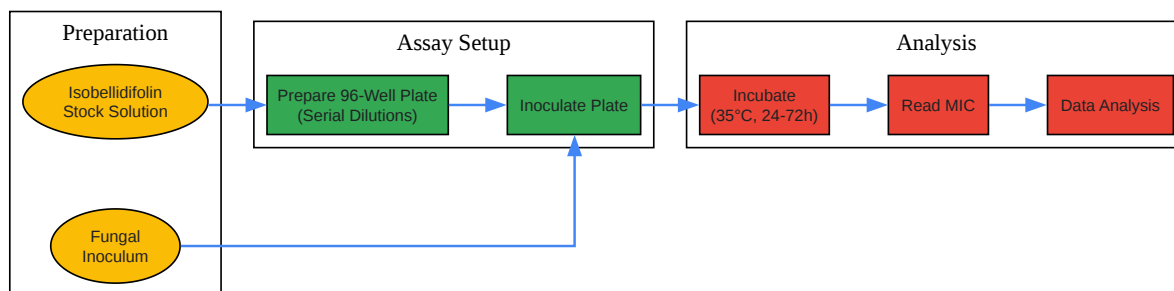 Preparation
Isobellidifolin
Stock Solution
Fungal
Inoculum
Assay Setup
Prepare 96-Well Plate
(Serial Dilutions)
Inoculate Plate
Analysis
Incubate
(35°C, 24-72h)
Read MIC
Data Analysis